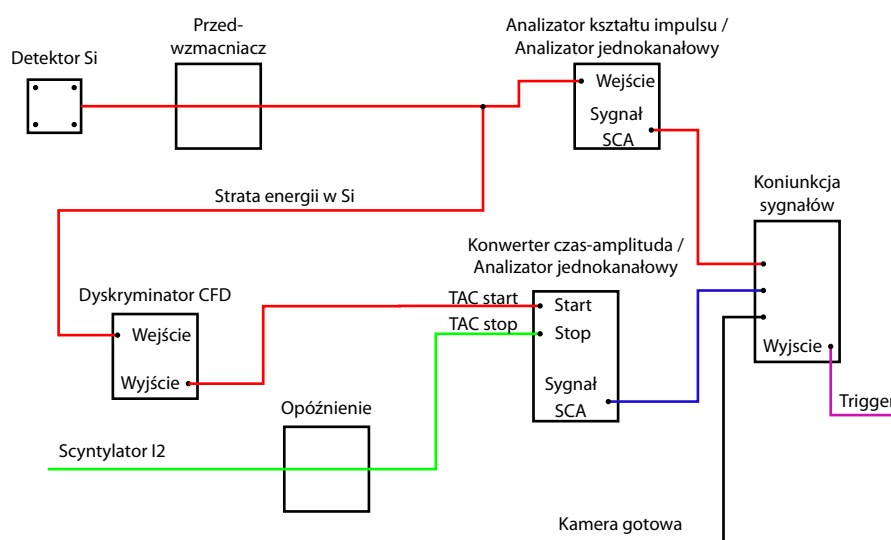 Detektor Si
Przed-
wzmacniacz
Analizator kształtu impulsu /
Analizator jednokanałowy
Wejście
Sygnał
SCA
Strata energii w Si
Koniunkcja
sygnałów
Wyjscie
Trigger
Konwerter czas-amplituda /
Analizator jednokanałowy
Dyskryminator CFD
Wejście
Wyjście
TAC start
TAC stop
Start
Stop
Sygnał
SCA
Opóźnienie
Scyntylator I2
Kamera gotowa